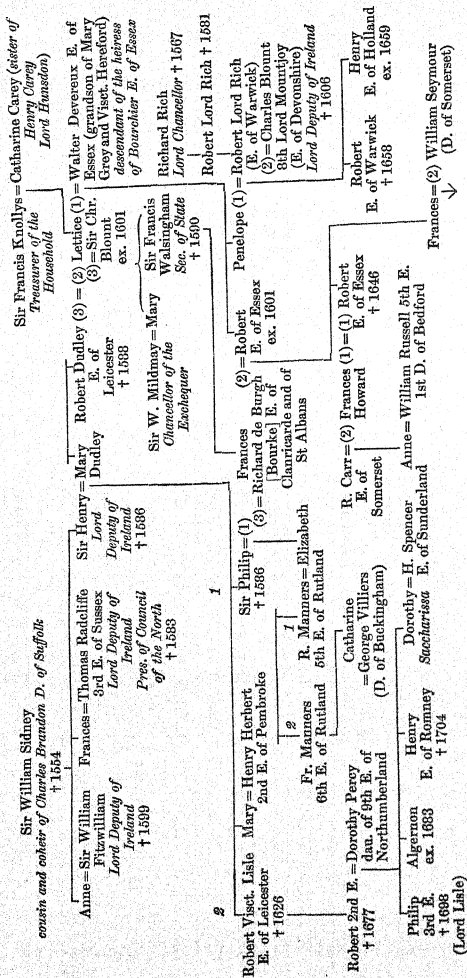 Sir William Sidney
cousin and coheir of Charles Brandon D. of Suffolk
† 1554
Sir Francis Knollys = Catharine Carey (sister of
Treasurer of the Henry Carey
Household Lord Hunsdon)
Anne = Sir William
Fitzwilliam
Lord Deputy of
Ireland
† 1599
Frances = Thomas Radcliffe
3rd E. of Sussex
Lord Deputy of
Ireland
Pres. of Council
of the North
† 1583
Sir Henry = Mary
Lord Dudley
Deputy of
Ireland
† 1586
Robert Dudley (3) = (2) Lettice (1) = Walter Devereux E. of
E. of
Leicester
† 1588
(3) = Sir Chr.
Blount
ex. 1601
Essex (grandson of Mary
Grey and Visct. Hereford)
descendent of the heiress
of Bourchier E. of Essex
Sir W. Mildmay = Mary
Chancellor of the
Exchequer
Sir Francis
Walsingham
Sec. of State
† 1590
Richard Rich
Lord Chancellor † 1567
Robert Lord Rich † 1581
2
1
Robert Visct. Lisle
E. of Leicester
† 1626
Mary = Henry Herbert
2nd E. of Pembroke
Sir Philip = (1)
† 1586
Frances
(3) = Richard de Burgh
[Bourke] E. of
Clanricarde and of
St Albans
(2) = Robert
E. of Essex
ex. 1601
Penelope (1) = Robert Lord Rich
(E. of Warwick)
(2) = Charles Blount
8th Lord Mountjoy
(E. of Devonshire)
Lord Deputy of Ireland
† 1606
2
1
Fr. Manners
6th E. of Rutland
R. Manners = Elizabeth
5th E. of Rutland
Catharine
= George Villiers
(D. of Buckingham)
R. Carr = (2) Frances (1) = (1) Robert
E. of
Somerset
Howard
E. of Essex
† 1646
Robert
E. of Warwick
† 1658
Henry
E. of Holland
ex. 1659
Frances = (2) William Seymour
(D. of Somerset)
Robert 2nd E. = Dorothy Percy
† 1677
dau. of 9th E. of
Northumberland
Philip
3rd E.
† 1698
(Lord Lisle)
Algernon
ex. 1683
Henry
E. of Romney
† 1704
Dorothy = H. Spencer
Saccharissa E. of Sunderland
Anne = William Russell 5th E.
1st D. of Bedford